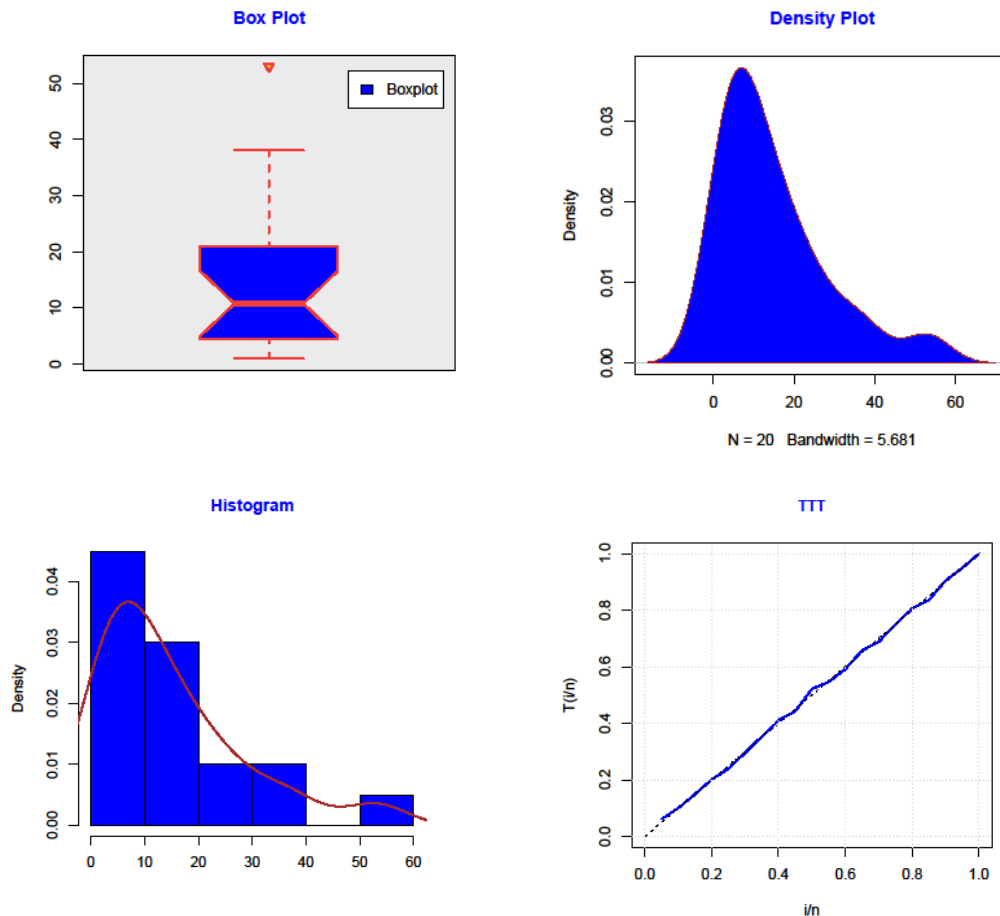 Box Plot
50
40
30
20
10
0
Boxplot
Density Plot
Density
0.03
0.02
0.01
0.00
0 20 40 60
N = 20 Bandwidth = 5.681
Histogram
Density
0.04
0.03
0.02
0.01
0.00
0 10 20 30 40 50 60
TTT
T(i/n)
1.0
0.8
0.6
0.4
0.2
0.0
0.0 0.2 0.4 0.6 0.8 1.0
i/n